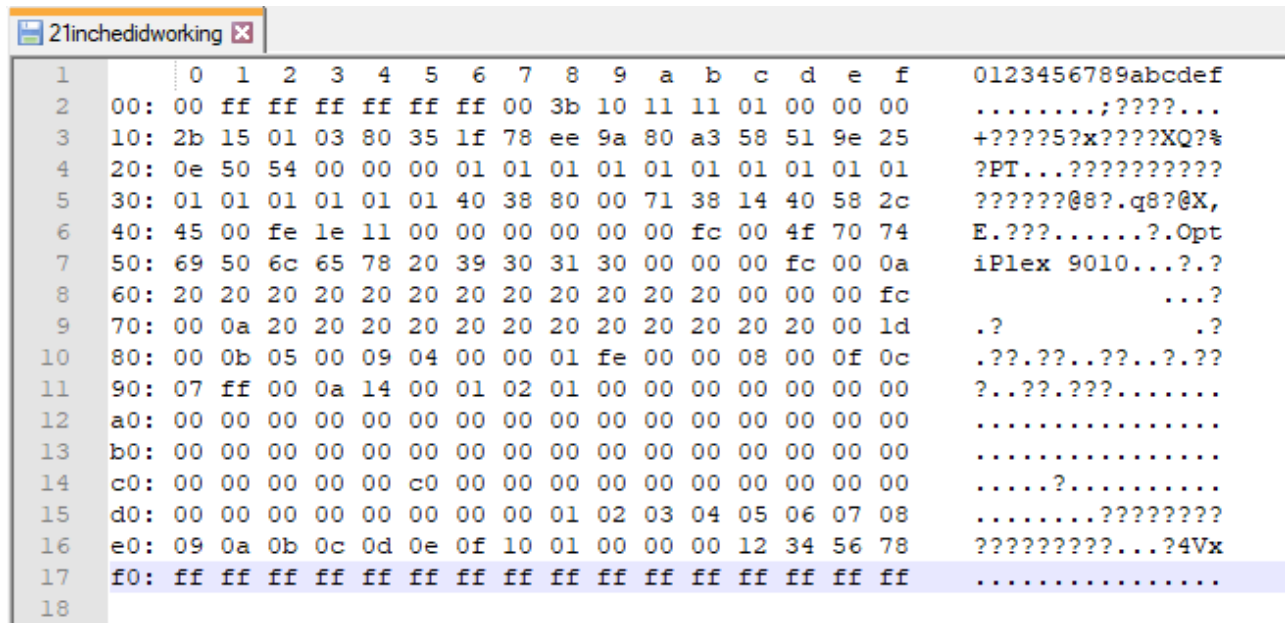 21inchedidworking
1 0 1 2 3 4 5 6 7 8 9 a b c d e f 0123456789abcdef
2 00: 00 ff ff ff ff ff ff 00 3b 10 11 11 01 00 00 00 ........;????...
3 10: 2b 15 01 03 80 35 1f 78 ee 9a 80 a3 58 51 9e 25 +????5?x????XQ?%
4 20: 0e 50 54 00 00 00 01 01 01 01 01 01 01 01 01 01 ?PT...??????????
5 30: 01 01 01 01 01 01 40 38 80 00 71 38 14 40 58 2c ??????@8?.q8?@X,
6 40: 45 00 fe 1e 11 00 00 00 00 00 00 fc 00 4f 70 74 E.???......?.Opt
7 50: 69 50 6c 65 78 20 39 30 31 30 00 00 00 fc 00 0a iPlex 9010...?.?
8 60: 20 20 20 20 20 20 20 20 20 20 20 20 00 00 00 fc ...?
9 70: 00 0a 20 20 20 20 20 20 20 20 20 20 20 20 00 1d .? .?
10 80: 00 0b 05 00 09 04 00 00 01 fe 00 00 08 00 0f 0c .??.??..??..?.??
11 90: 07 ff 00 0a 14 00 01 02 01 00 00 00 00 00 00 00 ?..??.???.......
12 a0: 00 00 00 00 00 00 00 00 00 00 00 00 00 00 00 00 ................
13 b0: 00 00 00 00 00 00 00 00 00 00 00 00 00 00 00 00 ................
14 c0: 00 00 00 00 00 c0 00 00 00 00 00 00 00 00 00 00 .....?..........
15 d0: 00 00 00 00 00 00 00 00 01 02 03 04 05 06 07 08 ........????????
16 e0: 09 0a 0b 0c 0d 0e 0f 10 01 00 00 00 12 34 56 78 ?????????...?4Vx
17 f0: ff ff ff ff ff ff ff ff ff ff ff ff ff ff ff ff ................
18